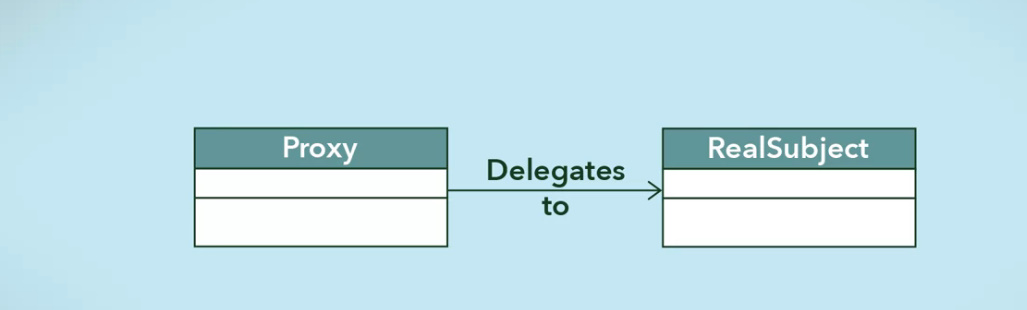 Proxy
Delegates
to
RealSubject